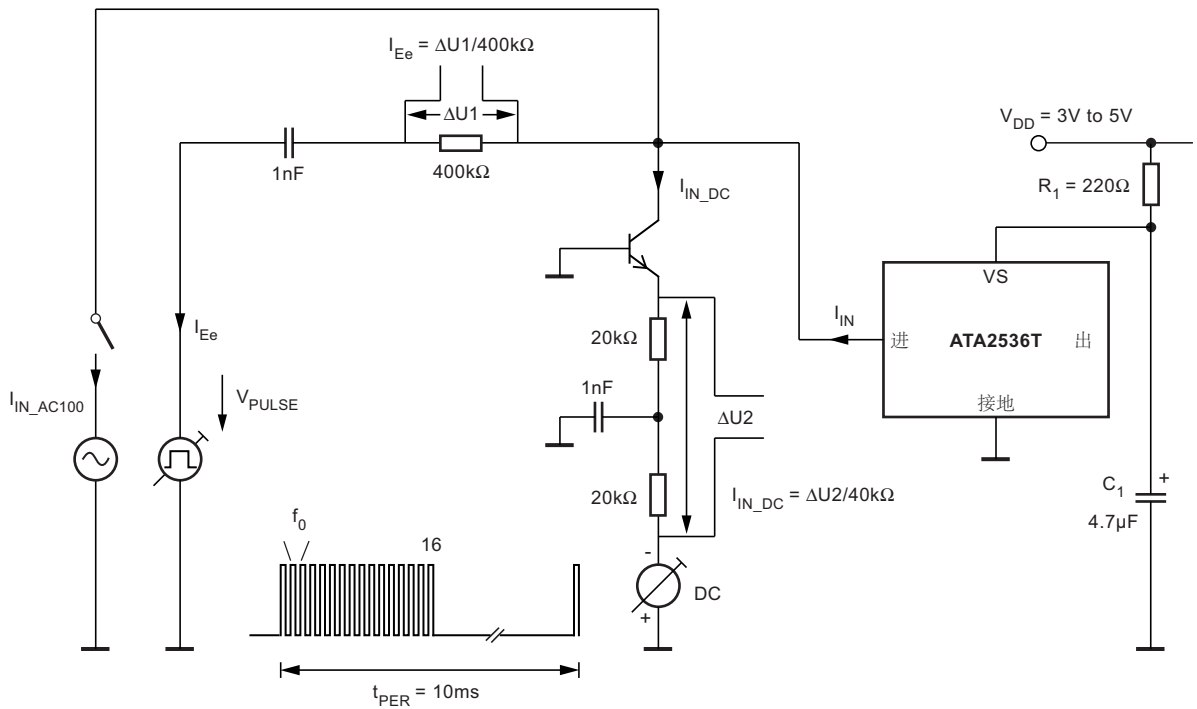 I_Ee = ΔU1/400kΩ
ΔU1
V_DD = 3V to 5V
1nF
400kΩ
R_1 = 220Ω
I_IN_DC
VS
I_Ee
20kΩ
I_IN
进
ATA2536T
出
I_IN_AC100
V_PULSE
1nF
接地
ΔU2
20kΩ
I_IN_DC = ΔU2/40kΩ
C_1
+
4.7µF
f_0
16
-
DC
+
t_PER = 10ms